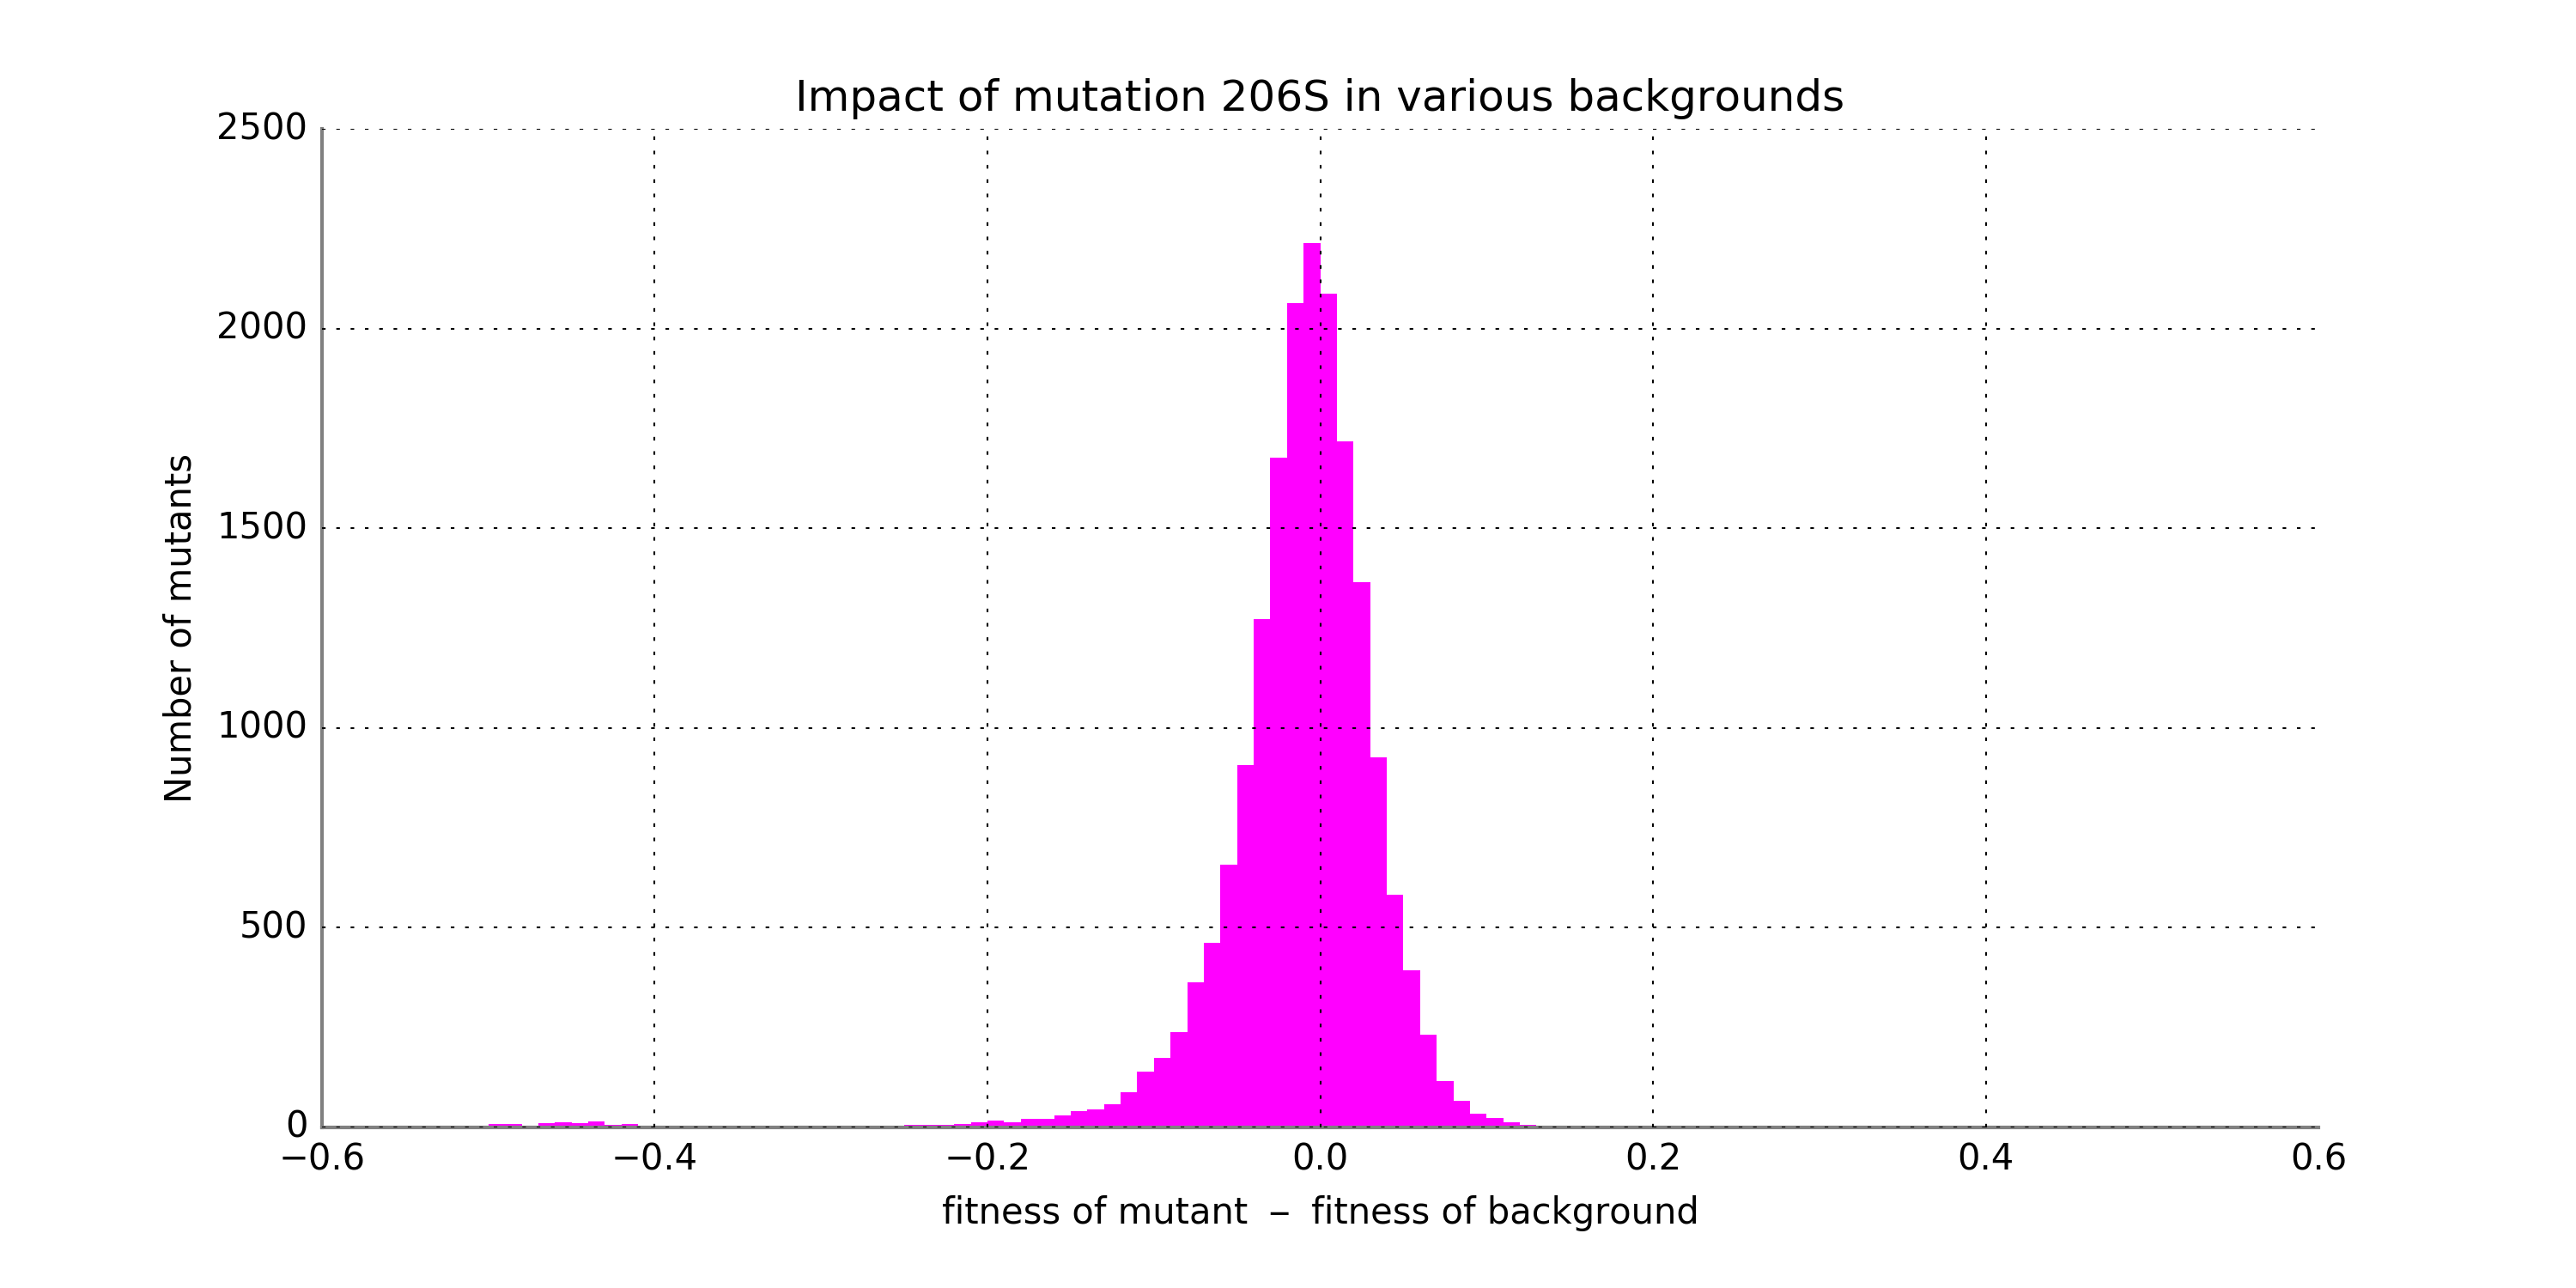 Impact of mutation 206S in various backgrounds
2500
2000
1500
1000
500
0
Number of mutants
−0.6 −0.4 −0.2 0.0 0.2 0.4 0.6
fitness of mutant − fitness of background